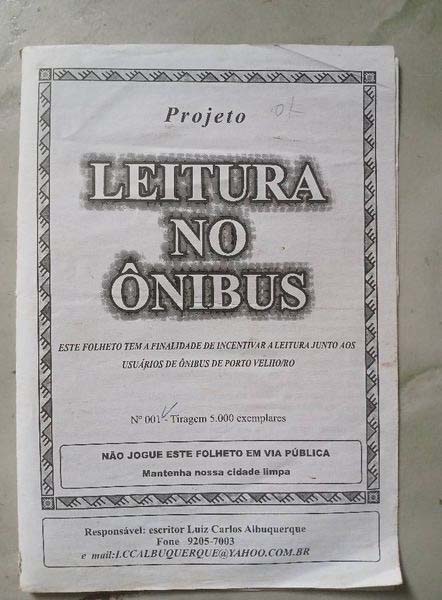 Projeto
OK
LEITURA
NO
ÔNIBUS
ESTE FOLHETO TEM A FINALIDADE DE INCENTIVAR A LEITURA JUNTO AOS
USUÁRIOS DE ÔNIBUS DE PORTO VELHO/RO
Nº 001 - Tiragem 5.000 exemplares
NÃO JOGUE ESTE FOLHETO EM VIA PÚBLICA
Mantenha nossa cidade limpa
Responsável: escritor Luiz Carlos Albuquerque
Fone 9205-7003
e mail:LCCALBUQUERQUE@YAHOO.COM.BR